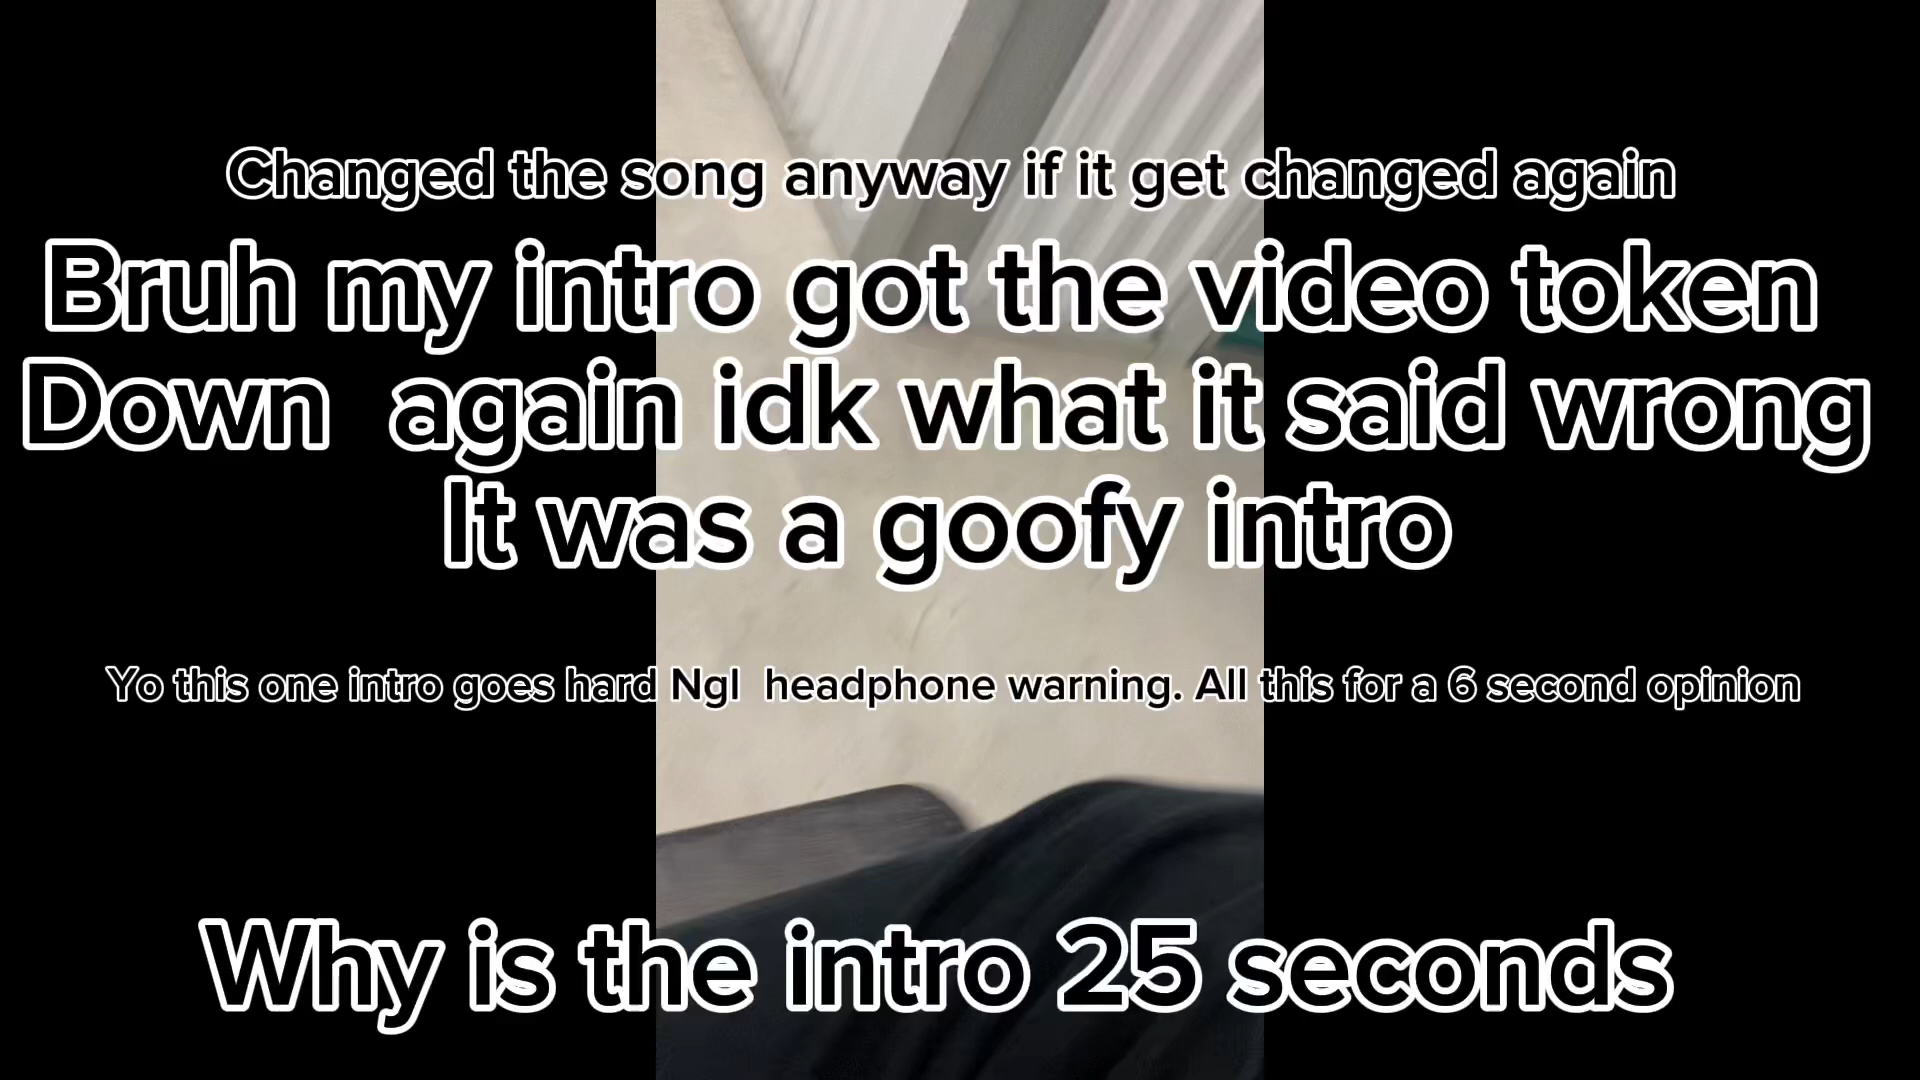 Changed the song anyway if it get changed again
Bruh my intro got the video token
Down again idk what it said wrong
It was a goofy intro
Yo this one intro goes hard Ngl headphone warning. All this for a 6 second opinion
Why is the intro 25 seconds